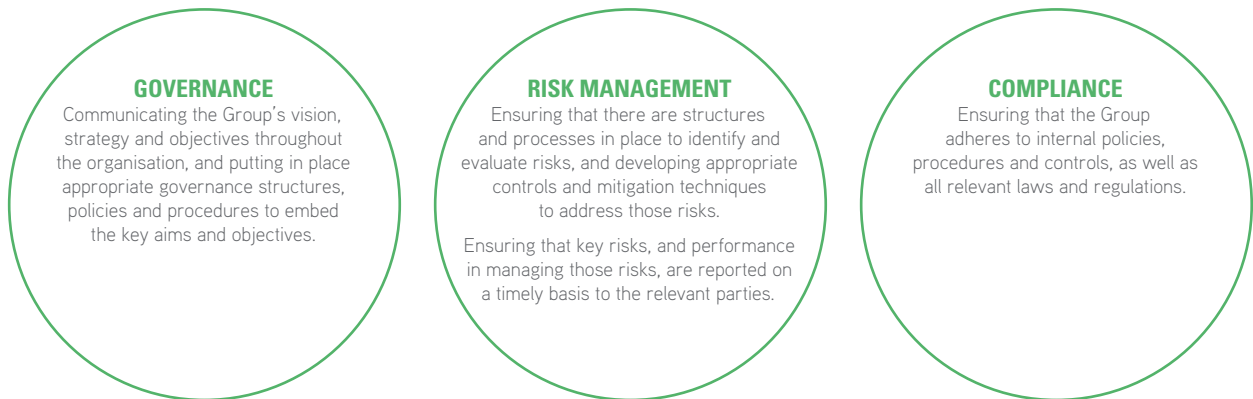 GOVERNANCE
Communicating the Group's vision,
strategy and objectives throughout
the organisation, and putting in place
appropriate governance structures,
policies and procedures to embed
the key aims and objectives.
RISK MANAGEMENT
Ensuring that there are structures
and processes in place to identify and
evaluate risks, and developing appropriate
controls and mitigation techniques
to address those risks.
Ensuring that key risks, and performance
in managing those risks, are reported on
a timely basis to the relevant parties.
COMPLIANCE
Ensuring that the Group
adheres to internal policies,
procedures and controls, as well as
all relevant laws and regulations.